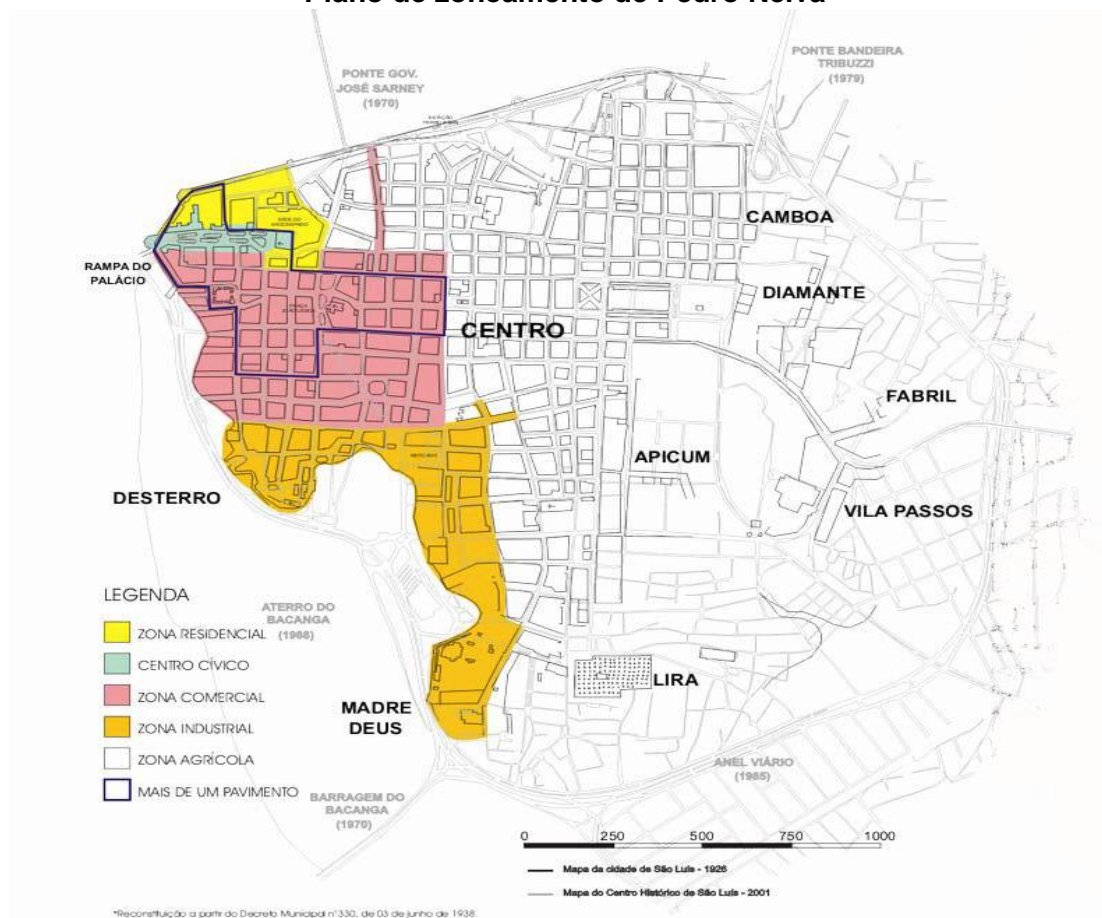 Plano de zoneamento de Pedro Neiva
PONTE GOV.
JOSÉ SARNEY
(1970)
PONTE BANDEIRA
TRIBUZZI
(1979)
CAMBOA
RAMPA DO
PALÁCIO
DIAMANTE
CENTRO
FABRIL
APICUM
DESTERRO
VILA PASSOS
MERCADO
LEGENDA
ZONA RESIDENCIAL
CENTRO CÍVICO
ZONA COMERCIAL
ZONA INDUSTRIAL
ZONA AGRÍCOLA
MAIS DE UM PAVIMENTO
ATERRO DO
BACANGA
(1968)
MADRE
DEUS
LIRA
ANEL VIÁRIO
(1985)
BARRAGEM DO
BACANGA
(1970)
0 250 500 750 1000
Mapa da cidade de São Luís - 1926
Mapa do Centro Histórico de São Luís - 2001
*Reconstituição a partir do Decreto Municipal n°330, de 03 de junho de 1938.